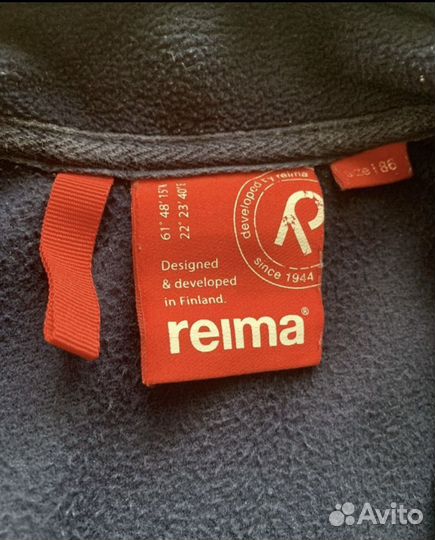 61° 48' 15"N
22° 23' 40"E
developed by reima
since 1944
R
Designed
& developed
in Finland.
reima®
size | 86
Avito